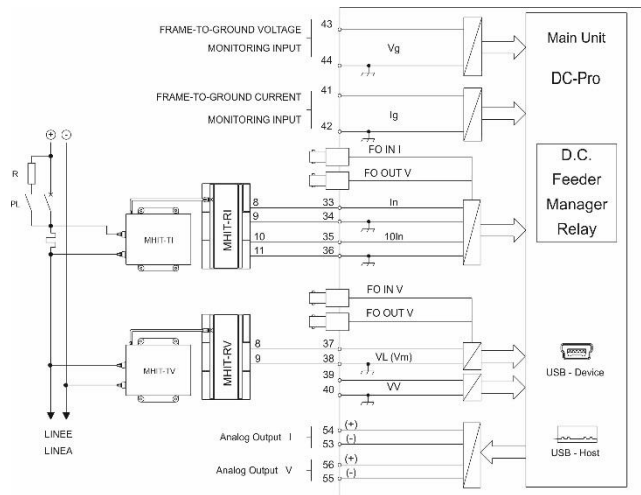 FRAME-TO-GROUND VOLTAGE
MONITORING INPUT
43
44
Vg
FRAME-TO-GROUND CURRENT
MONITORING INPUT
41
42
Ig
Main Unit
DC-Pro
D.C.
Feeder
Manager
Relay
+
-
R
PL
FO IN I
FO OUT V
MHIT-TI
MHIT-RI
8
9
10
11
33
34
35
36
In
10In
FO IN V
FO OUT V
MHIT-TV
MHIT-RV
8
9
37
38
39
40
VL (Vm)
VV
USB - Device
LINEE
LINEA
Analog Output I
54
53
(+)
(-)
Analog Output V
56
55
(+)
(-)
USB - Host